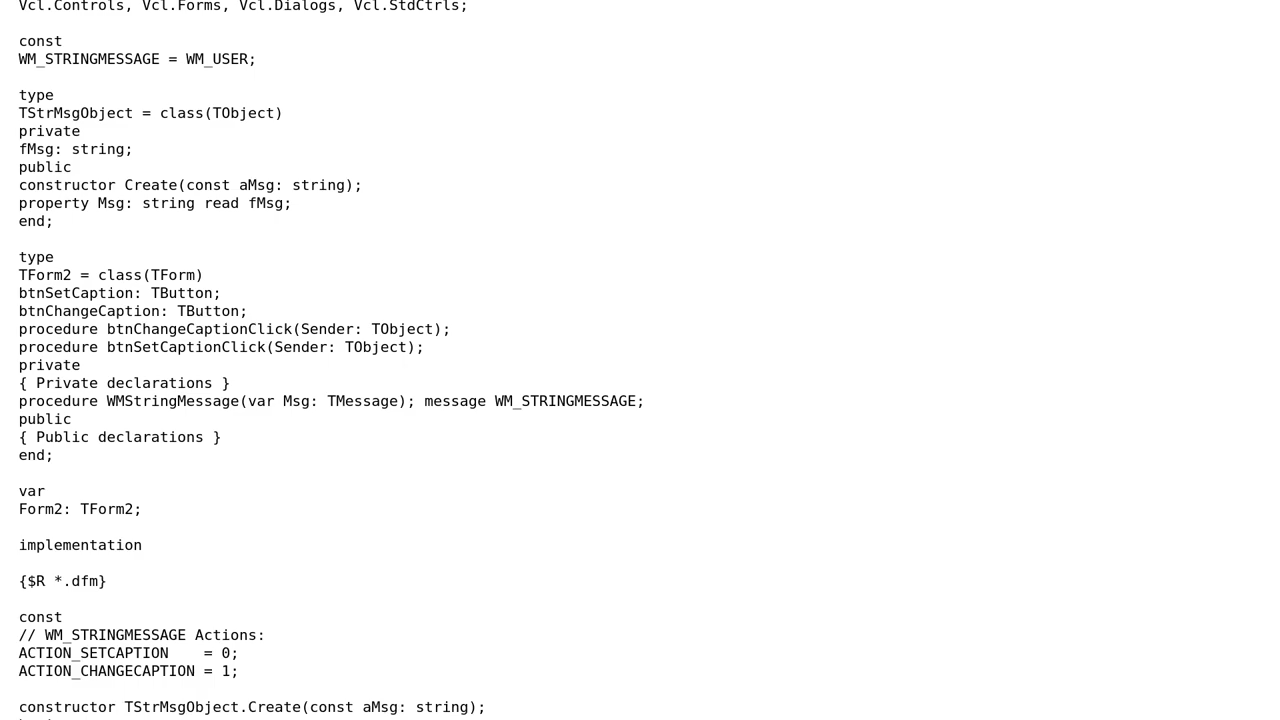 Vcl.Controls, Vcl.Forms, Vcl.Dialogs, Vcl.StdCtrls;

const
WM_STRINGMESSAGE = WM_USER;

type
TStrMsgObject = class(TObject)
private
fMsg: string;
public
constructor Create(const aMsg: string);
property Msg: string read fMsg;
end;

type
TForm2 = class(TForm)
btnSetCaption: TButton;
btnChangeCaption: TButton;
procedure btnChangeCaptionClick(Sender: TObject);
procedure btnSetCaptionClick(Sender: TObject);
private
{ Private declarations }
procedure WMStringMessage(var Msg: TMessage); message WM_STRINGMESSAGE;
public
{ Public declarations }
end;

var
Form2: TForm2;

implementation

{$R *.dfm}

const
// WM_STRINGMESSAGE Actions:
ACTION_SETCAPTION    = 0;
ACTION_CHANGECAPTION = 1;

constructor TStrMsgObject.Create(const aMsg: string);